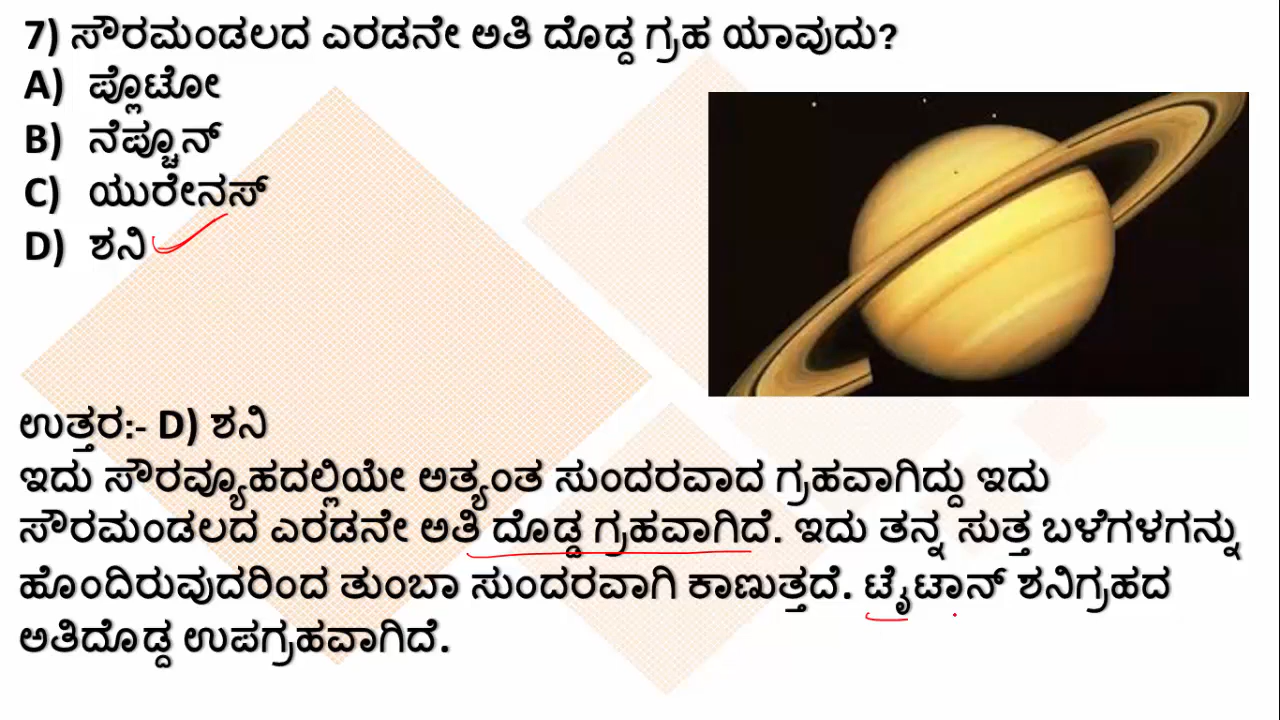 7) ಸೌರಮಂಡಲದ ಎರಡನೇ ಅತಿ ದೊಡ್ದ ಗ್ರಹ ಯಾವುದು?
A) ಪ್ಲೊಟೋ
B) ನೆಪ್ಚೂನ್
C) ಯುರೇನಸ್
D) ಶನಿ
ಉತ್ತರ:- D) ಶನಿ
ಇದು ಸೌರವ್ಯೂಹದಲ್ಲಿಯೇ ಅತ್ಯಂತ ಸುಂದರವಾದ ಗ್ರಹವಾಗಿದ್ದು ಇದು
ಸೌರಮಂಡಲದ ಎರಡನೇ ಅತಿ ದೊಡ್ಡ ಗ್ರಹವಾಗಿದೆ. ಇದು ತನ್ನ ಸುತ್ತ ಬಳೆಗಳಗನ್ನು
ಹೊಂದಿರುವುದರಿಂದ ತುಂಬಾ ಸುಂದರವಾಗಿ ಕಾಣುತ್ತದೆ. ಟೈಟಾನ್ ಶನಿಗ್ರಹದ
ಅತಿದೊಡ್ದ ಉಪಗ್ರಹವಾಗಿದೆ.